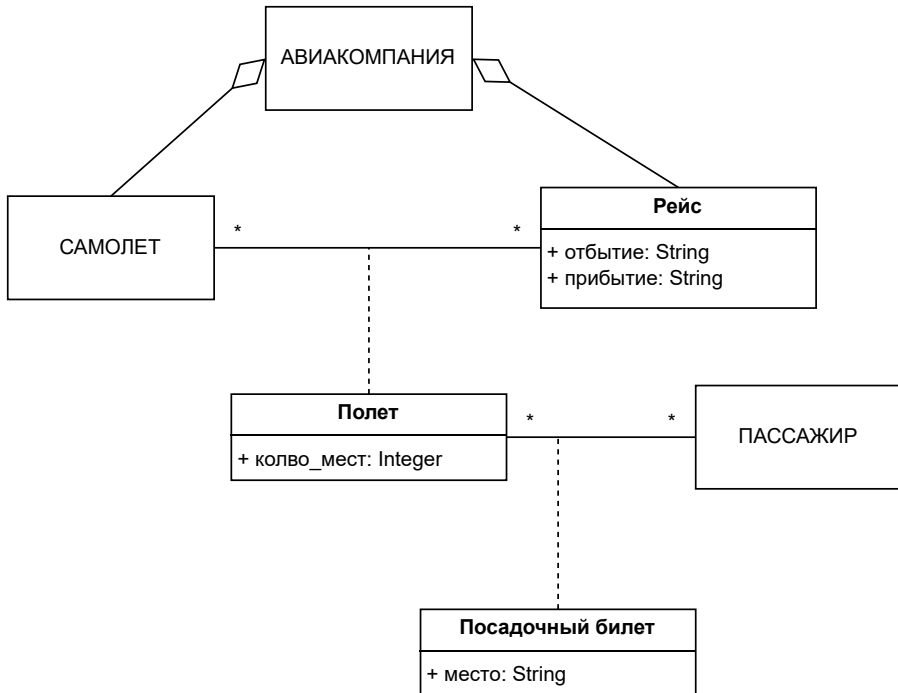 АВИАКОМПАНИЯ
САМОЛЕТ
* *
Рейс
+ отбытие: String
+ прибытие: String
Полет
+ колво_мест: Integer
* *
ПАССАЖИР
Посадочный билет
+ место: String